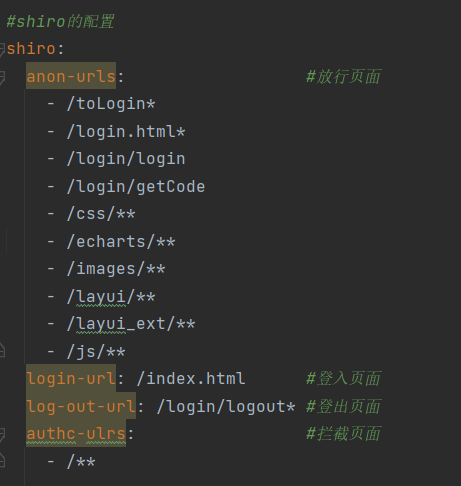 #shiro的配置
shiro:
  anon-urls:                  #放行页面
    - /toLogin*
    - /login.html*
    - /login/login
    - /login/getCode
    - /css/**
    - /echarts/**
    - /images/**
    - /layui/**
    - /layui_ext/**
    - /js/**
  login-url: /index.html      #登入页面
  log-out-url: /login/logout* #登出页面
  authc-ulrs:                 #拦截页面
    - /**